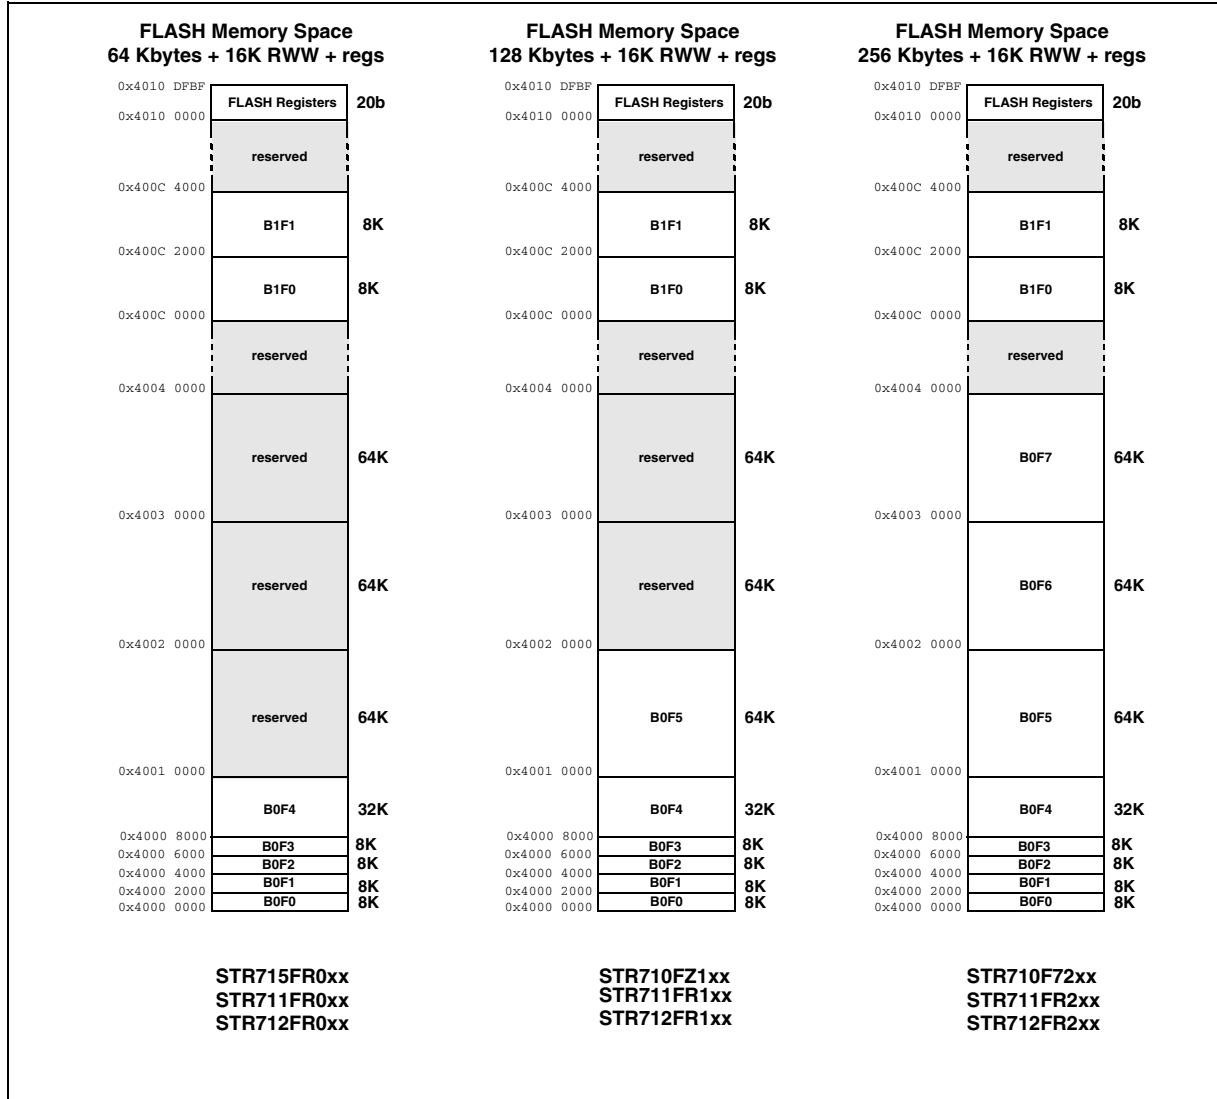 FLASH Memory Space
64 Kbytes + 16K RWW + regs
0x4010 DFBF
FLASH Registers
20b
0x4010 0000
reserved
0x400C 4000
B1F1
8K
0x400C 2000
B1F0
8K
0x400C 0000
reserved
0x4004 0000
reserved
64K
0x4003 0000
reserved
64K
0x4002 0000
reserved
64K
0x4001 0000
B0F4
32K
0x4000 8000
B0F3
8K
0x4000 6000
B0F2
8K
0x4000 4000
B0F1
8K
0x4000 2000
B0F0
8K
0x4000 0000
STR715FR0xx
STR711FR0xx
STR712FR0xx
FLASH Memory Space
128 Kbytes + 16K RWW + regs
0x4010 DFBF
FLASH Registers
20b
0x4010 0000
reserved
0x400C 4000
B1F1
8K
0x400C 2000
B1F0
8K
0x400C 0000
reserved
0x4004 0000
reserved
64K
0x4003 0000
reserved
64K
0x4002 0000
B0F5
64K
0x4001 0000
B0F4
32K
0x4000 8000
B0F3
8K
0x4000 6000
B0F2
8K
0x4000 4000
B0F1
8K
0x4000 2000
B0F0
8K
0x4000 0000
STR710FZ1xx
STR711FR1xx
STR712FR1xx
FLASH Memory Space
256 Kbytes + 16K RWW + regs
0x4010 DFBF
FLASH Registers
20b
0x4010 0000
reserved
0x400C 4000
B1F1
8K
0x400C 2000
B1F0
8K
0x400C 0000
reserved
0x4004 0000
B0F7
64K
0x4003 0000
B0F6
64K
0x4002 0000
B0F5
64K
0x4001 0000
B0F4
32K
0x4000 8000
B0F3
8K
0x4000 6000
B0F2
8K
0x4000 4000
B0F1
8K
0x4000 2000
B0F0
8K
0x4000 0000
STR710F72xx
STR711FR2xx
STR712FR2xx